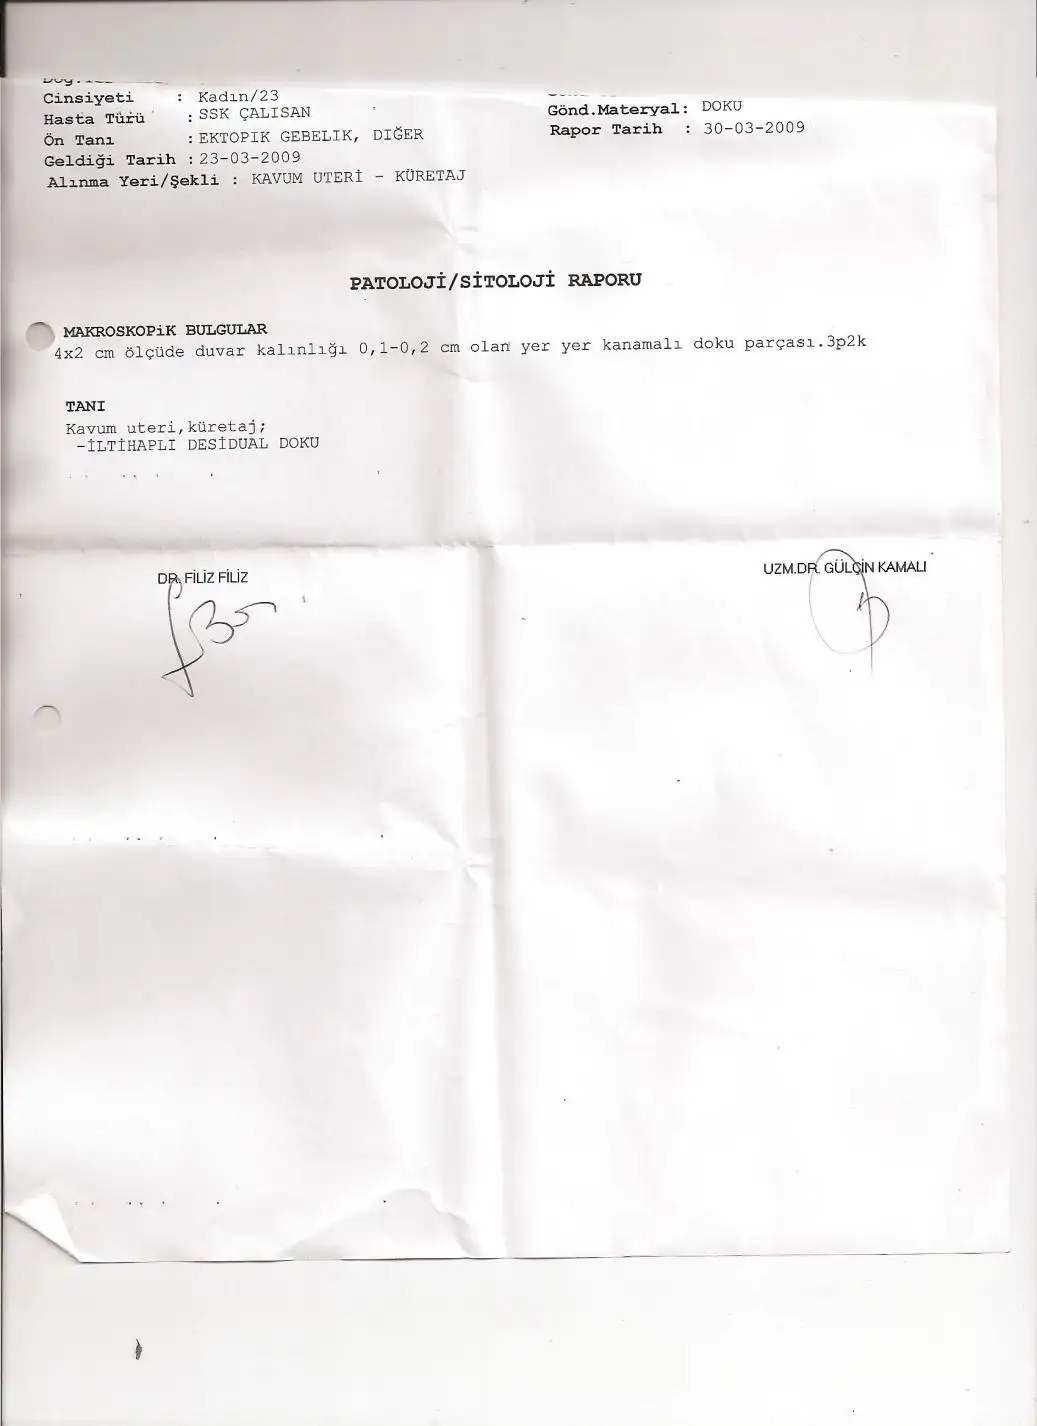 Cinsiyeti : Kadın/23
Hasta Türü : SSK ÇALISAN
Gönd.Materyal: DOKU
Ön Tanı : EKTOPIK GEBELIK, DIĞER
Rapor Tarih : 30-03-2009
Geldiği Tarih : 23-03-2009
Alınma Yeri/Şekli : KAVUM UTERİ - KÜRETAJ
PATOLOJİ/SİTOLOJİ RAPORU
MAKROSKOPiK BULGULAR
4x2 cm ölçüde duvar kalınlığı 0,1-0,2 cm olan yer yer kanamalı doku parçası.3p2k
TANI
Kavum uteri,küretaj;
-İLTİHAPLI DESİDUAL DOKU
DR. FİLİZ FİLİZ
UZM.DR. GÜLÇİN KAMALI